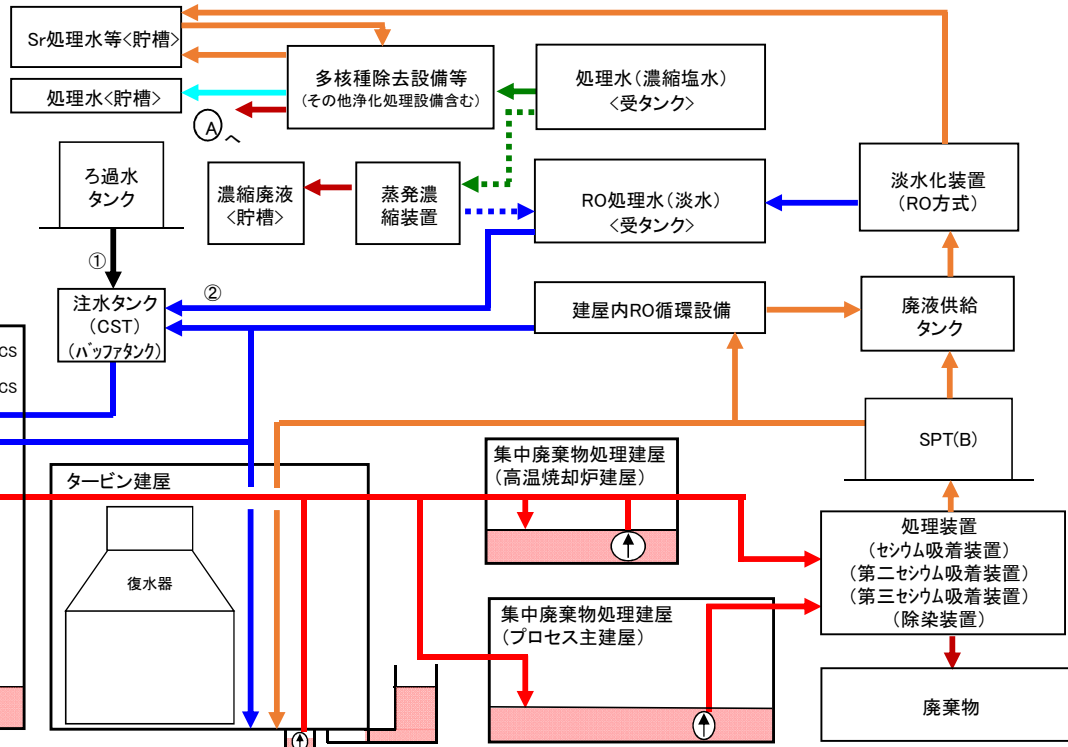 Sr処理水等<貯槽>
処理水<貯槽>
多核種除去設備等
(その他浄化処理設備含む)
処理水(濃縮塩水)
<受タンク>
Aへ
ろ過水
タンク
濃縮廃液
<貯槽>
蒸発濃
縮装置
RO処理水(淡水)
<受タンク>
淡水化装置
(RO方式)
①
②
注水タンク
(CST)
(バッファタンク)
建屋内RO循環設備
廃液供給
タンク
CS
CS
SPT(B)
タービン建屋
集中廃棄物処理建屋
(高温焼却炉建屋)
復水器
処理装置
(セシウム吸着装置)
(第二セシウム吸着装置)
(第三セシウム吸着装置)
(除染装置)
集中廃棄物処理建屋
(プロセス主建屋)
廃棄物